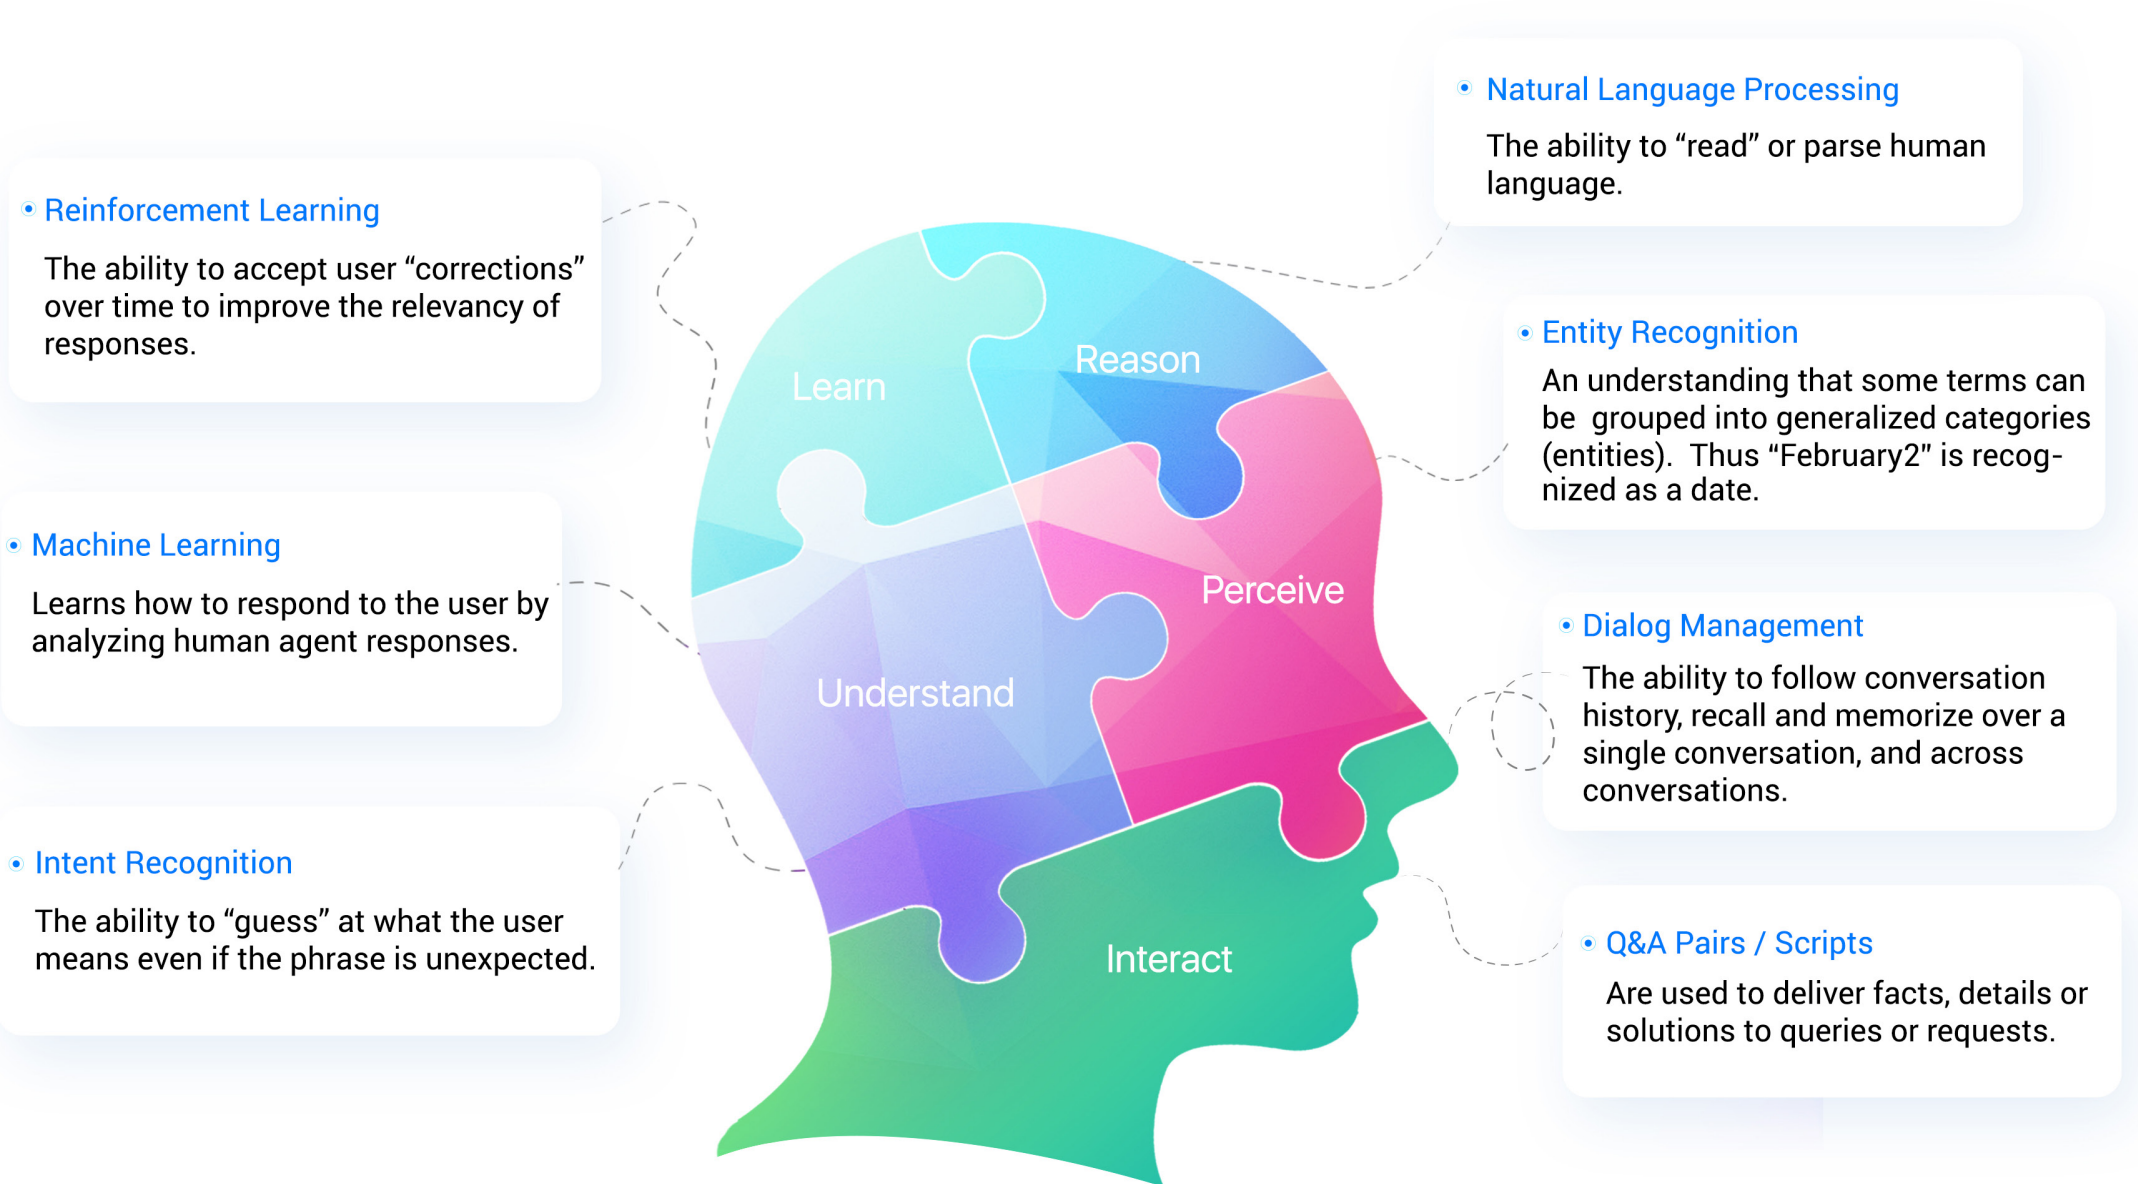 Reinforcement Learning
The ability to accept user “corrections”
over time to improve the relevancy of
responses.
Machine Learning
Learns how to respond to the user by
analyzing human agent responses.
Intent Recognition
The ability to “guess” at what the user
means even if the phrase is unexpected.
Learn
Reason
Perceive
Understand
Interact
Natural Language Processing
The ability to “read” or parse human
language.
Entity Recognition
An understanding that some terms can
be grouped into generalized categories
(entities). Thus “February2” is recog-
nized as a date.
Dialog Management
The ability to follow conversation
history, recall and memorize over a
single conversation, and across
conversations.
Q&A Pairs / Scripts
Are used to deliver facts, details or
solutions to queries or requests.